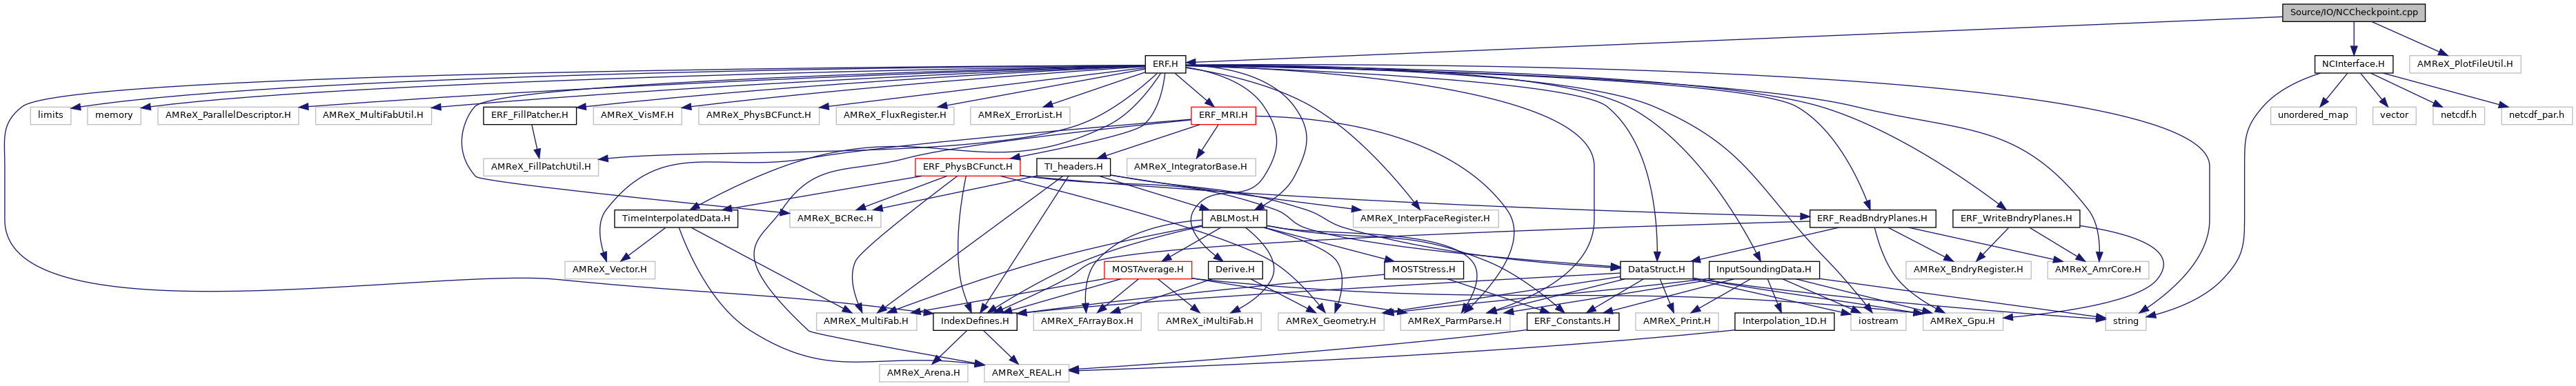 Source/IO/NCCheckpoint.cpp
ERF.H
NCInterface.H
AMReX_PlotFileUtil.H
limits
memory
AMReX_ParallelDescriptor.H
AMReX_MultiFabUtil.H
ERF_FillPatcher.H
AMReX_VisMF.H
AMReX_PhysBCFunct.H
AMReX_FluxRegister.H
AMReX_ErrorList.H
ERF_MRI.H
unordered_map
vector
netcdf.h
netcdf_par.h
AMReX_FillPatchUtil.H
ERF_PhysBCFunct.H
TI_headers.H
AMReX_IntegratorBase.H
TimeInterpolatedData.H
AMReX_BCRec.H
ABLMost.H
AMReX_InterpFaceRegister.H
ERF_ReadBndryPlanes.H
ERF_WriteBndryPlanes.H
AMReX_Vector.H
MOSTAverage.H
Derive.H
MOSTStress.H
DataStruct.H
InputSoundingData.H
AMReX_BndryRegister.H
AMReX_AmrCore.H
AMReX_MultiFab.H
IndexDefines.H
AMReX_FArrayBox.H
AMReX_iMultiFab.H
AMReX_Geometry.H
AMReX_ParmParse.H
ERF_Constants.H
AMReX_Print.H
Interpolation_1D.H
iostream
AMReX_Gpu.H
string
AMReX_Arena.H
AMReX_REAL.H